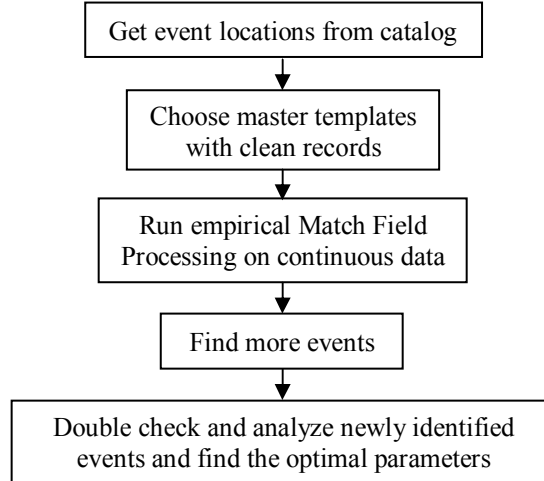 Get event locations from catalog
Choose master templates
with clean records
Run empirical Match Field
Processing on continuous data
Find more events
Double check and analyze newly identified
events and find the optimal parameters